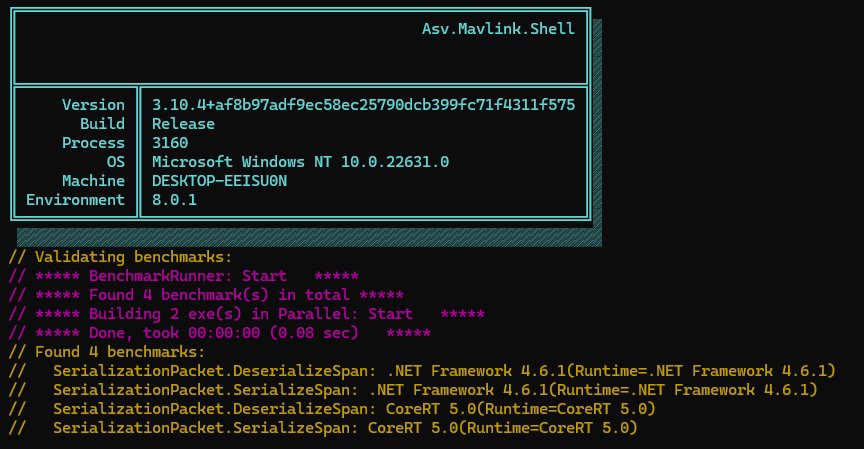 Asv.Mavlink.Shell
Version 3.10.4+af8b97adf9ec58ec25790dcb399fc71f4311f575
Build Release
Process 3160
OS Microsoft Windows NT 10.0.22631.0
Machine DESKTOP-EEISU0N
Environment 8.0.1
// Validating benchmarks:
// ***** BenchmarkRunner: Start   *****
// ***** Found 4 benchmark(s) in total *****
// ***** Building 2 exe(s) in Parallel: Start   *****
// ***** Done, took 00:00:00 (0.08 sec)   *****
// Found 4 benchmarks:
//   SerializationPacket.DeserializeSpan: .NET Framework 4.6.1(Runtime=.NET Framework 4.6.1)
//   SerializationPacket.SerializeSpan: .NET Framework 4.6.1(Runtime=.NET Framework 4.6.1)
//   SerializationPacket.DeserializeSpan: CoreRT 5.0(Runtime=CoreRT 5.0)
//   SerializationPacket.SerializeSpan: CoreRT 5.0(Runtime=CoreRT 5.0)